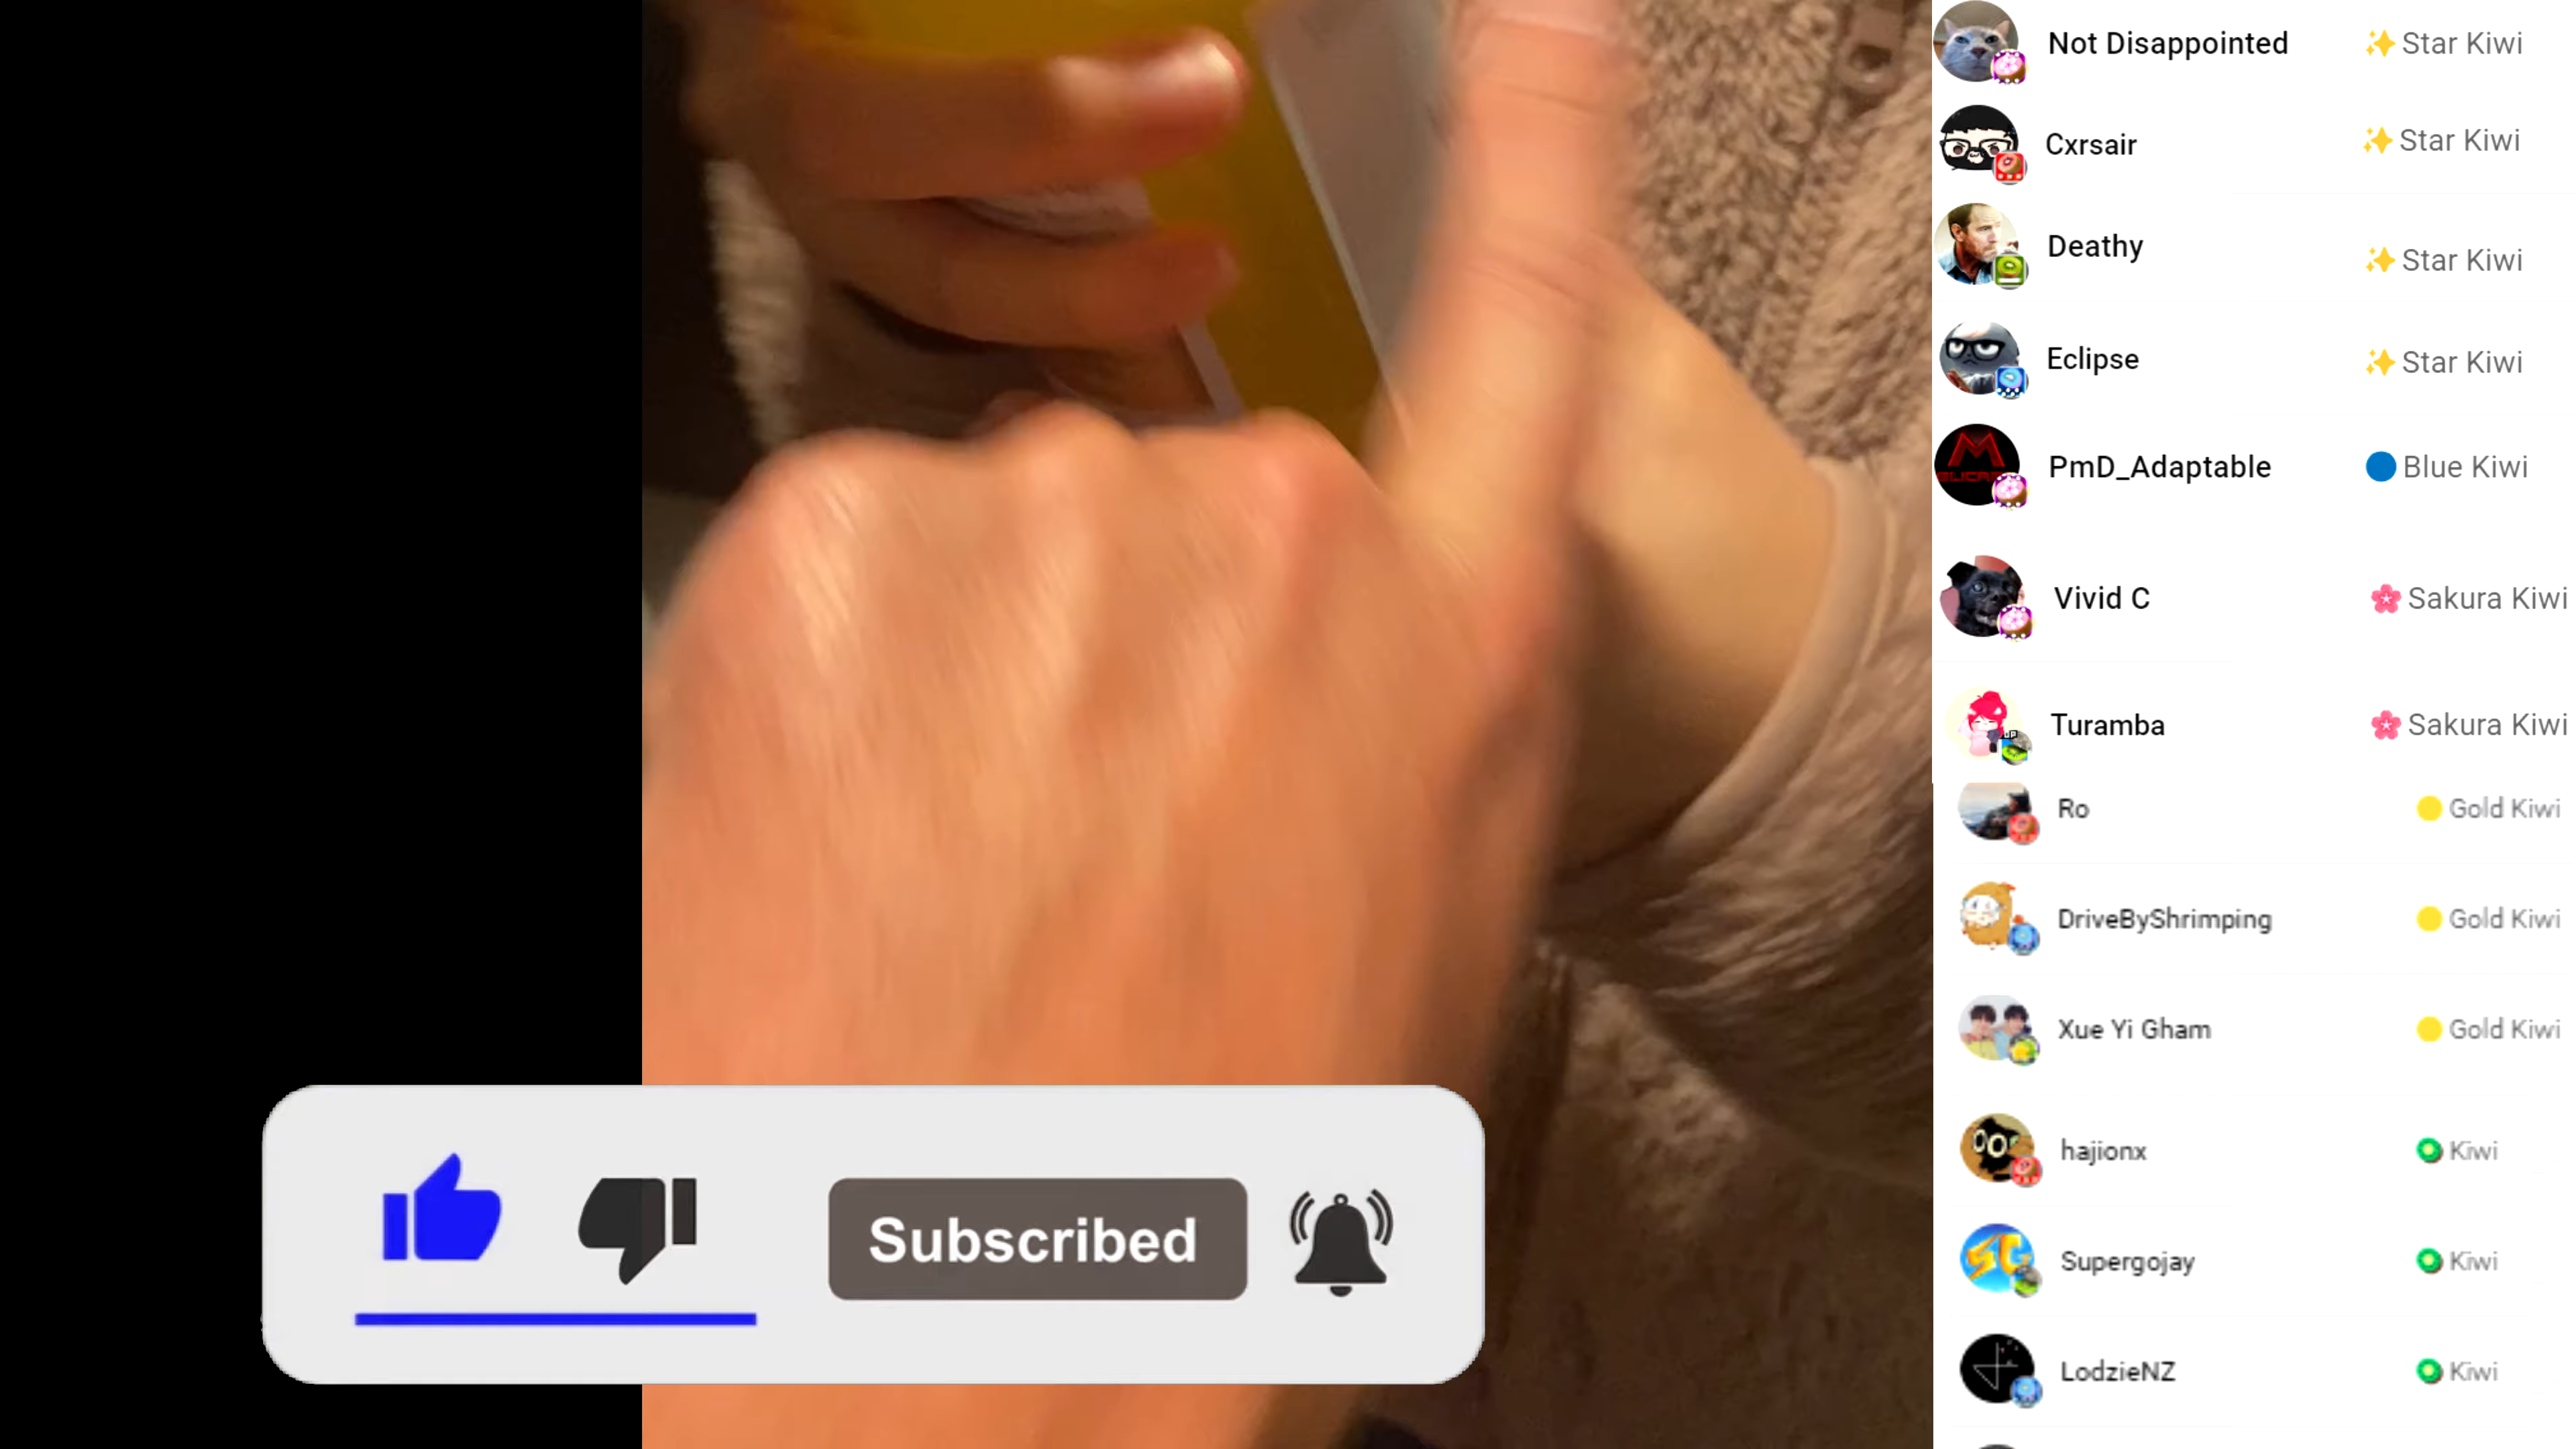 Not Disappointed ✨ Star Kiwi
Cxrsair ✨ Star Kiwi
Deathy ✨ Star Kiwi
Eclipse ✨ Star Kiwi
PmD_Adaptable 🔵 Blue Kiwi
Vivid C 🌸 Sakura Kiwi
Turamba 🌸 Sakura Kiwi
Ro 🟡 Gold Kiwi
DriveByShrimping 🟡 Gold Kiwi
Xue Yi Gham 🟡 Gold Kiwi
hajionx Kiwi
Supergojay Kiwi
LodzieNZ Kiwi
Subscribed